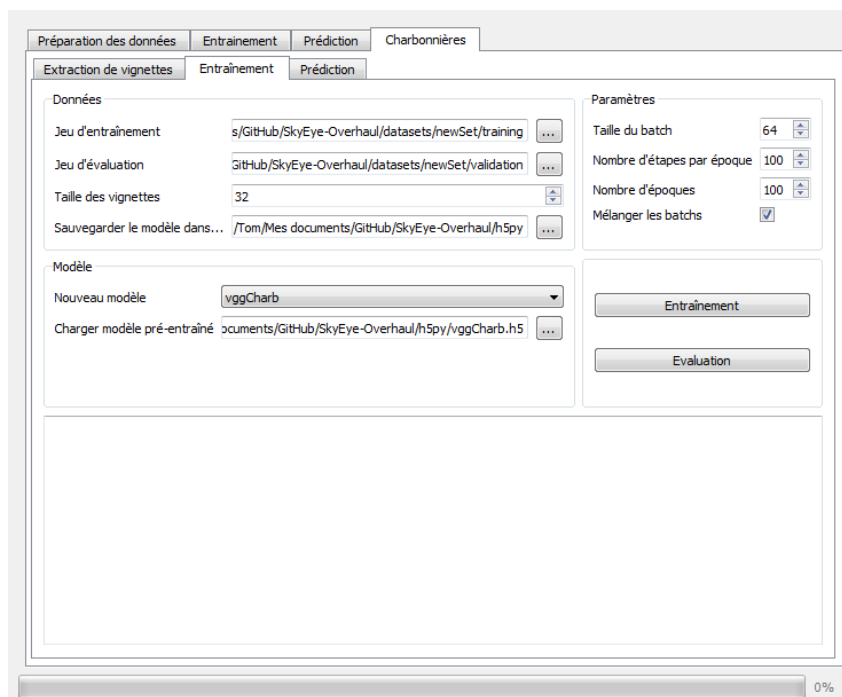 Préparation des données Entrainement Prédiction Charbonnières
Extraction de vignettes Entraînement Prédiction
Données
Jeu d'entraînement s/GitHub/SkyEye-Overhaul/datasets/newSet/training ...
Jeu d'évaluation GitHub/SkyEye-Overhaul/datasets/newSet/validation ...
Taille des vignettes 32
Sauvegarder le modèle dans... /Tom/Mes documents/GitHub/SkyEye-Overhaul/h5py ...
Paramètres
Taille du batch 64
Nombre d'étapes par époque 100
Nombre d'époques 100
Mélanger les batchs
Modèle
Nouveau modèle vggCharb
Charger modèle pré-entraîné ocuments/GitHub/SkyEye-Overhaul/h5py/vggCharb.h5 ...
Entraînement
Evaluation
0%